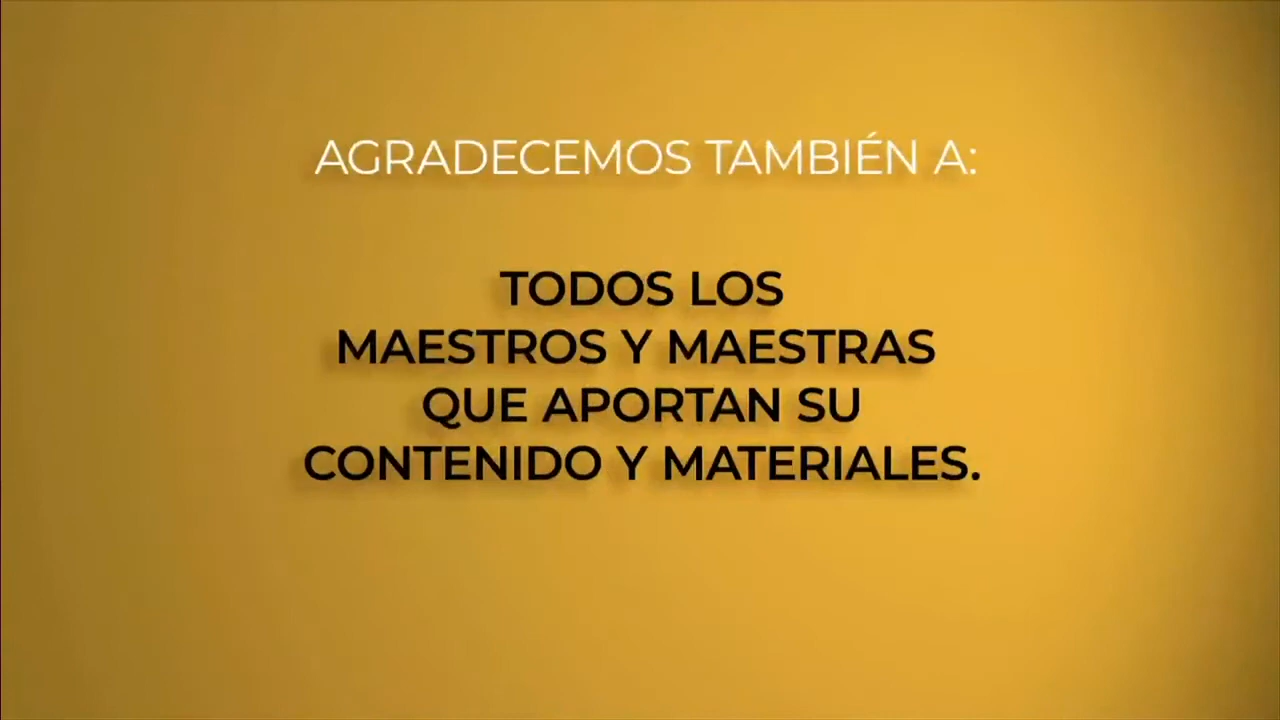 AGRADECEMOS TAMBIÉN A:
TODOS LOS
MAESTROS Y MAESTRAS
QUE APORTAN SU
CONTENIDO Y MATERIALES.